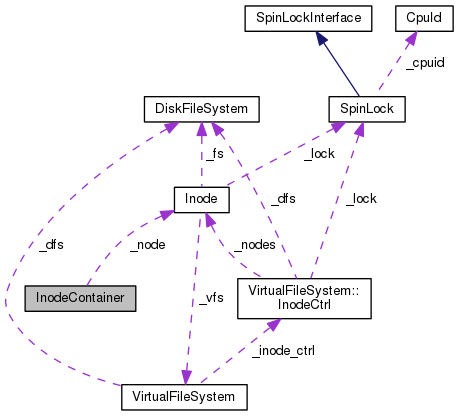 SpinLockInterface
CpuId
_cpuid
DiskFileSystem
SpinLock
_fs
_lock
Inode
_dfs
_lock
_dfs
_node
_nodes
InodeContainer
_vfs
VirtualFileSystem::
InodeCtrl
_inode_ctrl
VirtualFileSystem